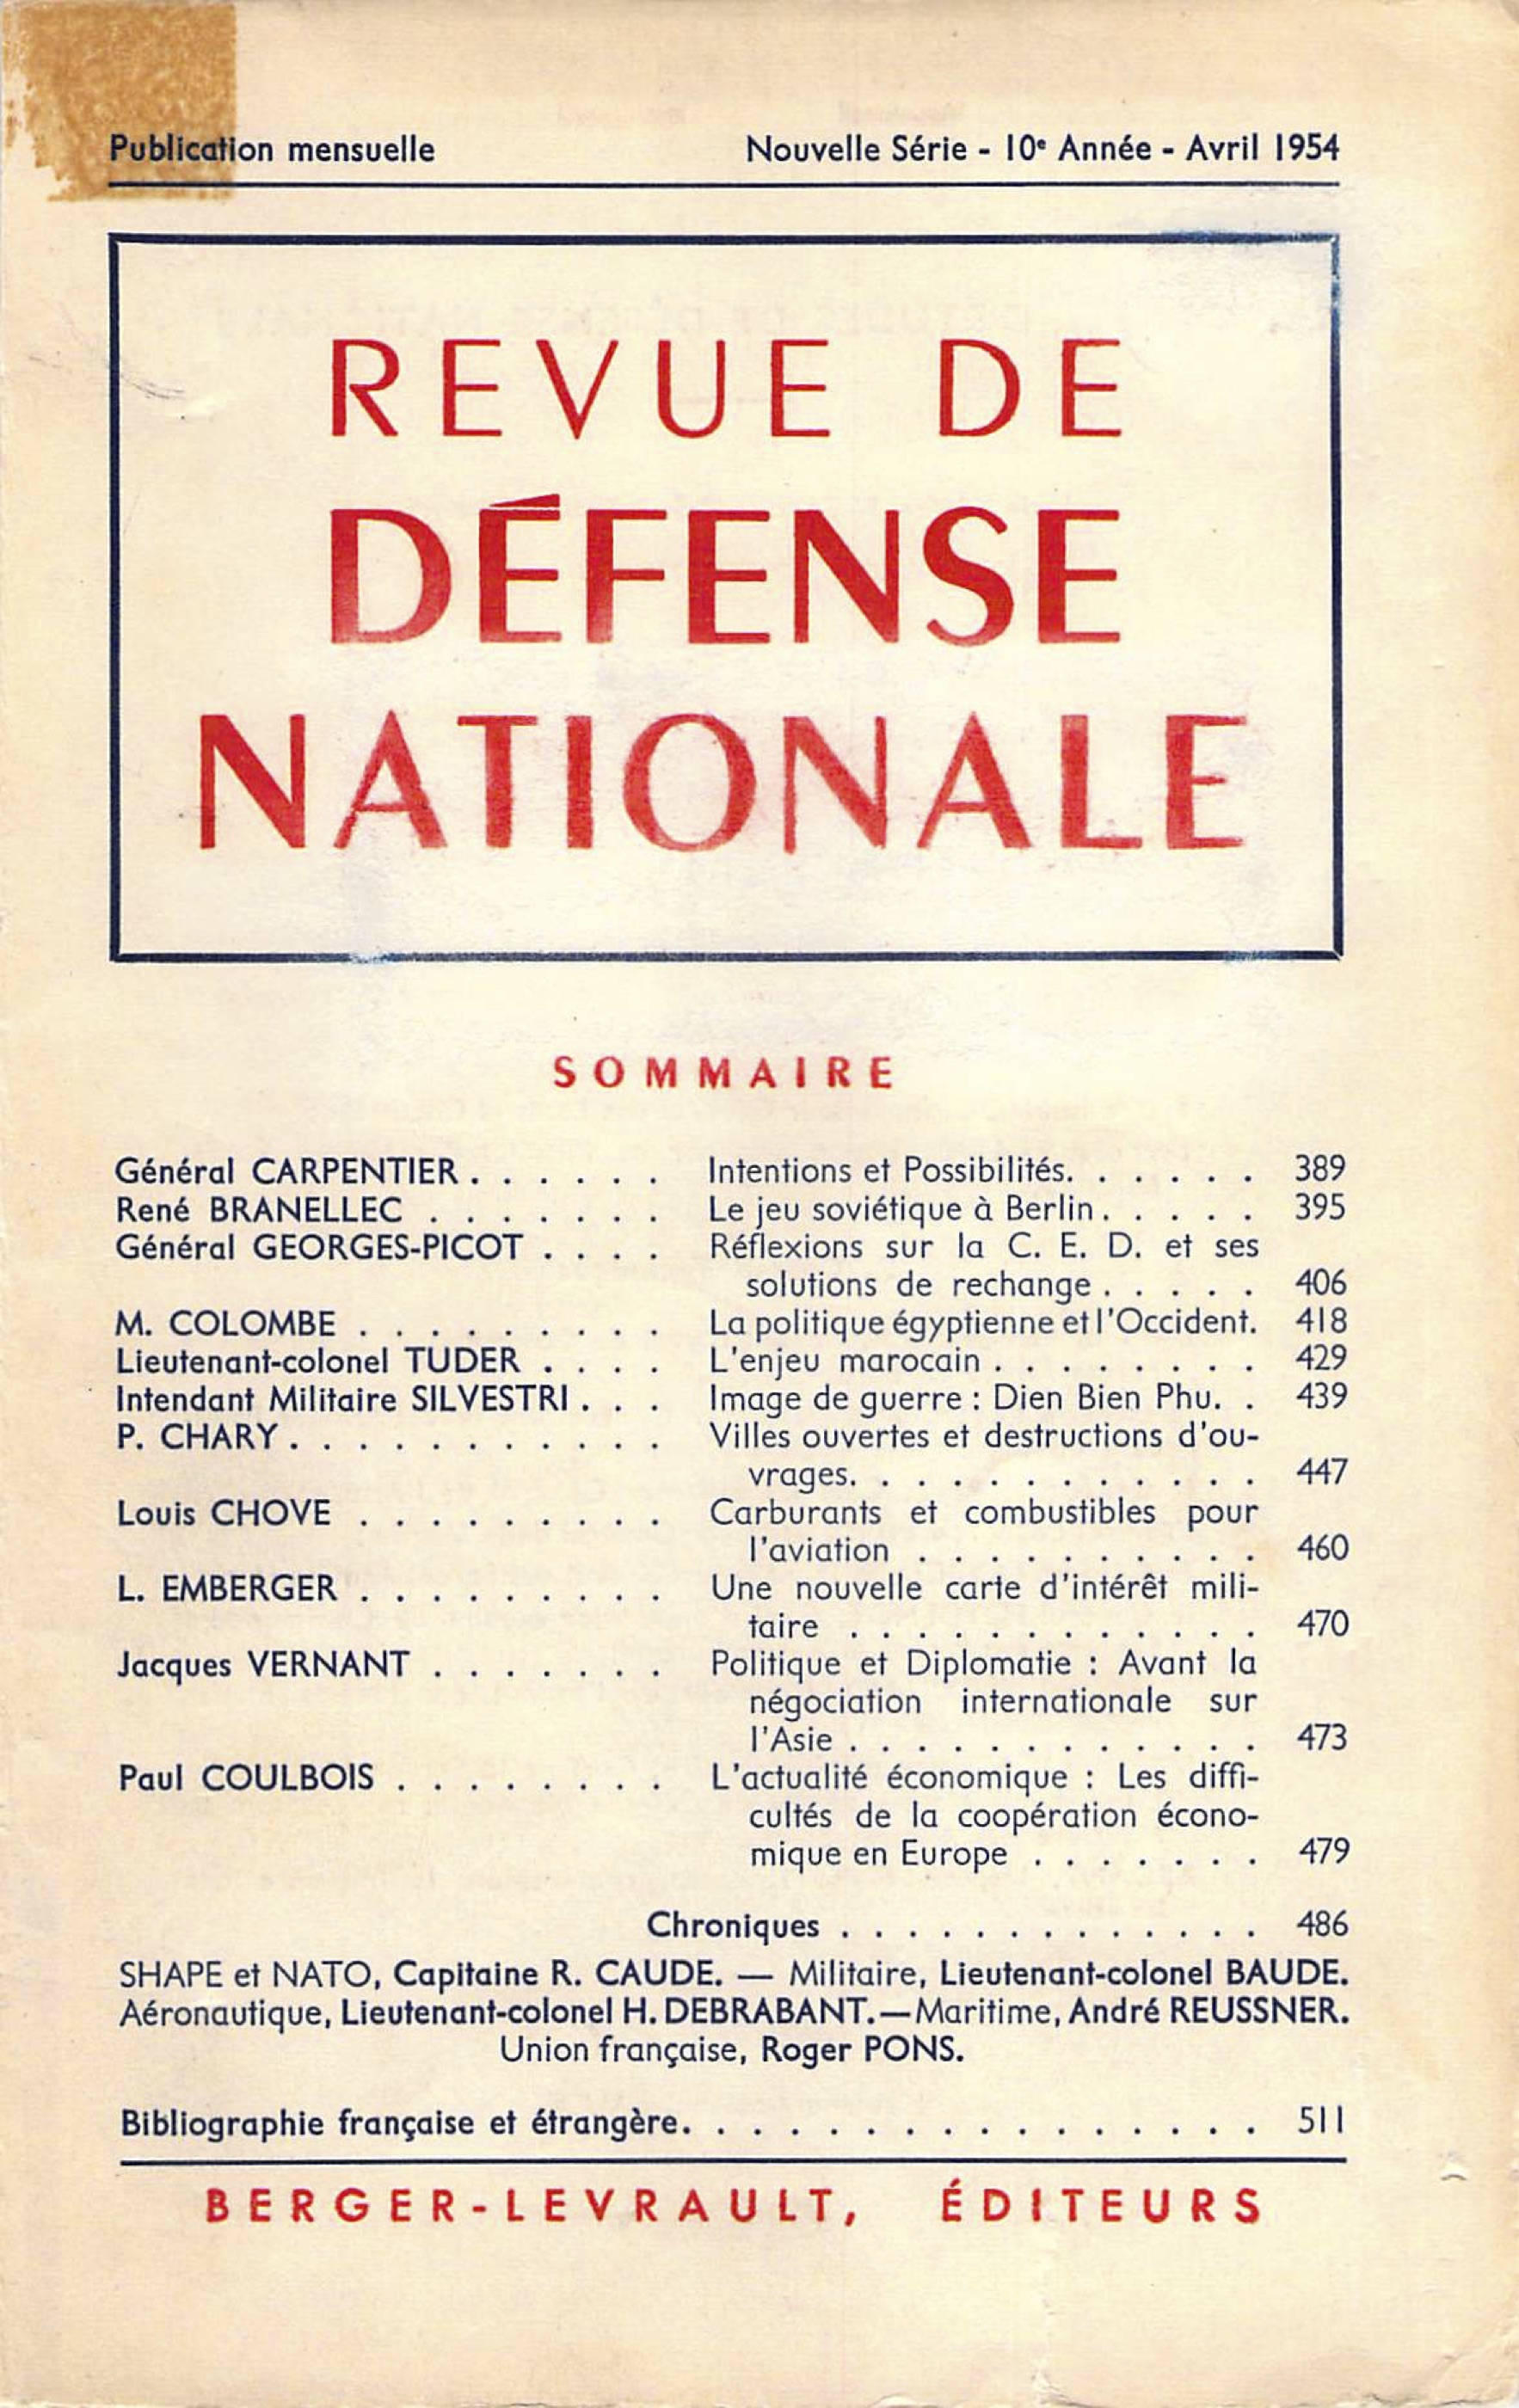 Publication mensuelle Nouvelle Série - 10e Année - Avril 1954
REVUE DE
DÉFENSE
NATIONALE
SOMMAIRE
Général CARPENTIER. . . . . . Intentions et Possibilités. . . . . . 389
René BRANELLEC . . . . . . . Le jeu soviétique à Berlin. . . . . 395
Général GEORGES-PICOT . . . . Réflexions sur la C. E. D. et ses
solutions de rechange . . . . . 406
M. COLOMBE . . . . . . . . . La politique égyptienne et l'Occident. 418
Lieutenant-colonel TUDER . . . . L'enjeu marocain . . . . . . . . 429
Intendant Militaire SILVESTRI . . . Image de guerre : Dien Bien Phu. . 439
P. CHARY. . . . . . . . . . . Villes ouvertes et destructions d'ou-
vrages. . . . . . . . . . . . 447
Louis CHOVE . . . . . . . . . Carburants et combustibles pour
l'aviation . . . . . . . . . . 460
L. EMBERGER . . . . . . . . . Une nouvelle carte d'intérêt mili-
taire . . . . . . . . . . . . 470
Jacques VERNANT . . . . . . . Politique et Diplomatie : Avant la
négociation internationale sur
l'Asie . . . . . . . . . . . . 473
Paul COULBOIS . . . . . . . . L'actualité économique : Les diffi-
cultés de la coopération écono-
mique en Europe . . . . . . . 479
Chroniques . . . . . . . . . . . . 486
SHAPE et NATO, Capitaine R. CAUDE. — Militaire, Lieutenant-colonel BAUDE.
Aéronautique, Lieutenant-colonel H. DEBRABANT. — Maritime, André REUSSNER.
Union française, Roger PONS.
Bibliographie française et étrangère. . . . . . . . . . . . . . . . 511
BERGER-LEVRAULT, ÉDITEURS